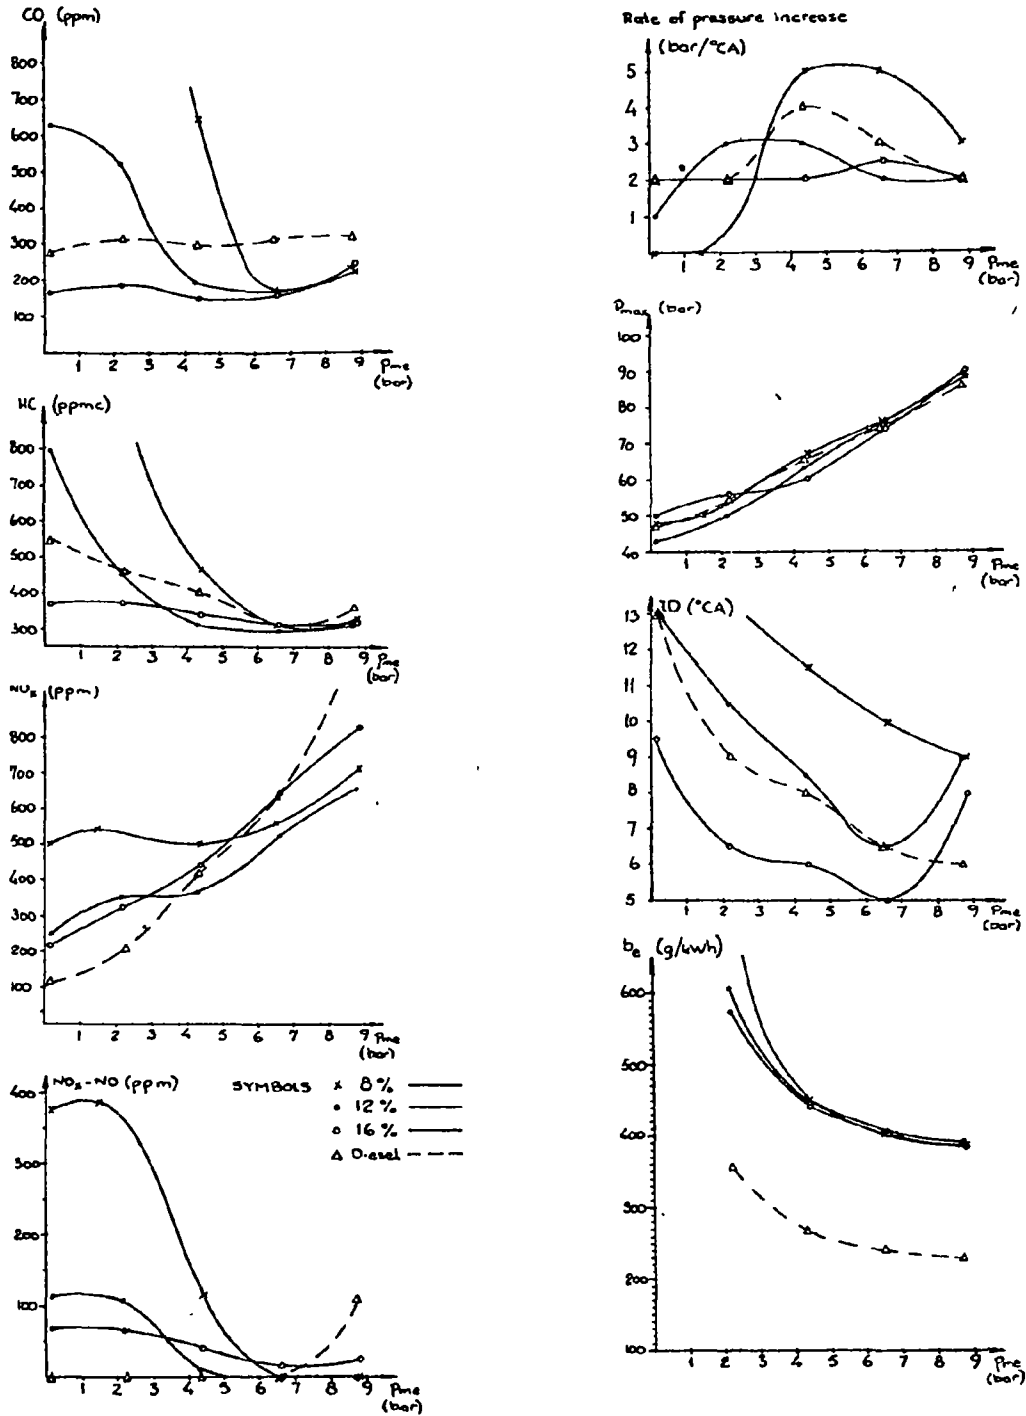 CO (ppm)
800
700
600
500
400
300
200
100
1 2 3 4 5 6 7 8 9 Pme
(bar)
HC (ppmc)
800
700
600
500
400
300
1 2 3 4 5 6 7 8 9 Pme
(bar)
NOx (ppm)
800
700
600
500
400
300
200
100
1 2 3 4 5 6 7 8 9 Pme
(bar)
NOx-NO (ppm)
SYMBOLS x 8%
• 12%
o 16%
△ Diesel
400
300
200
100
1 2 3 4 5 6 7 8 9 Pme
(bar)
Rate of pressure increase
(bar/°CA)
5
4
3
2
1
1 2 3 4 5 6 7 8 9 Pme
(bar)
Pmax (bar)
100
90
80
70
60
50
40
1 2 3 4 5 6 7 8 9 Pme
(bar)
ID (°CA)
13
12
11
10
9
8
7
6
5
1 2 3 4 5 6 7 8 9 Pme
(bar)
be (g/kWh)
600
500
400
300
200
100
1 2 3 4 5 6 7 8 9 Pme
(bar)